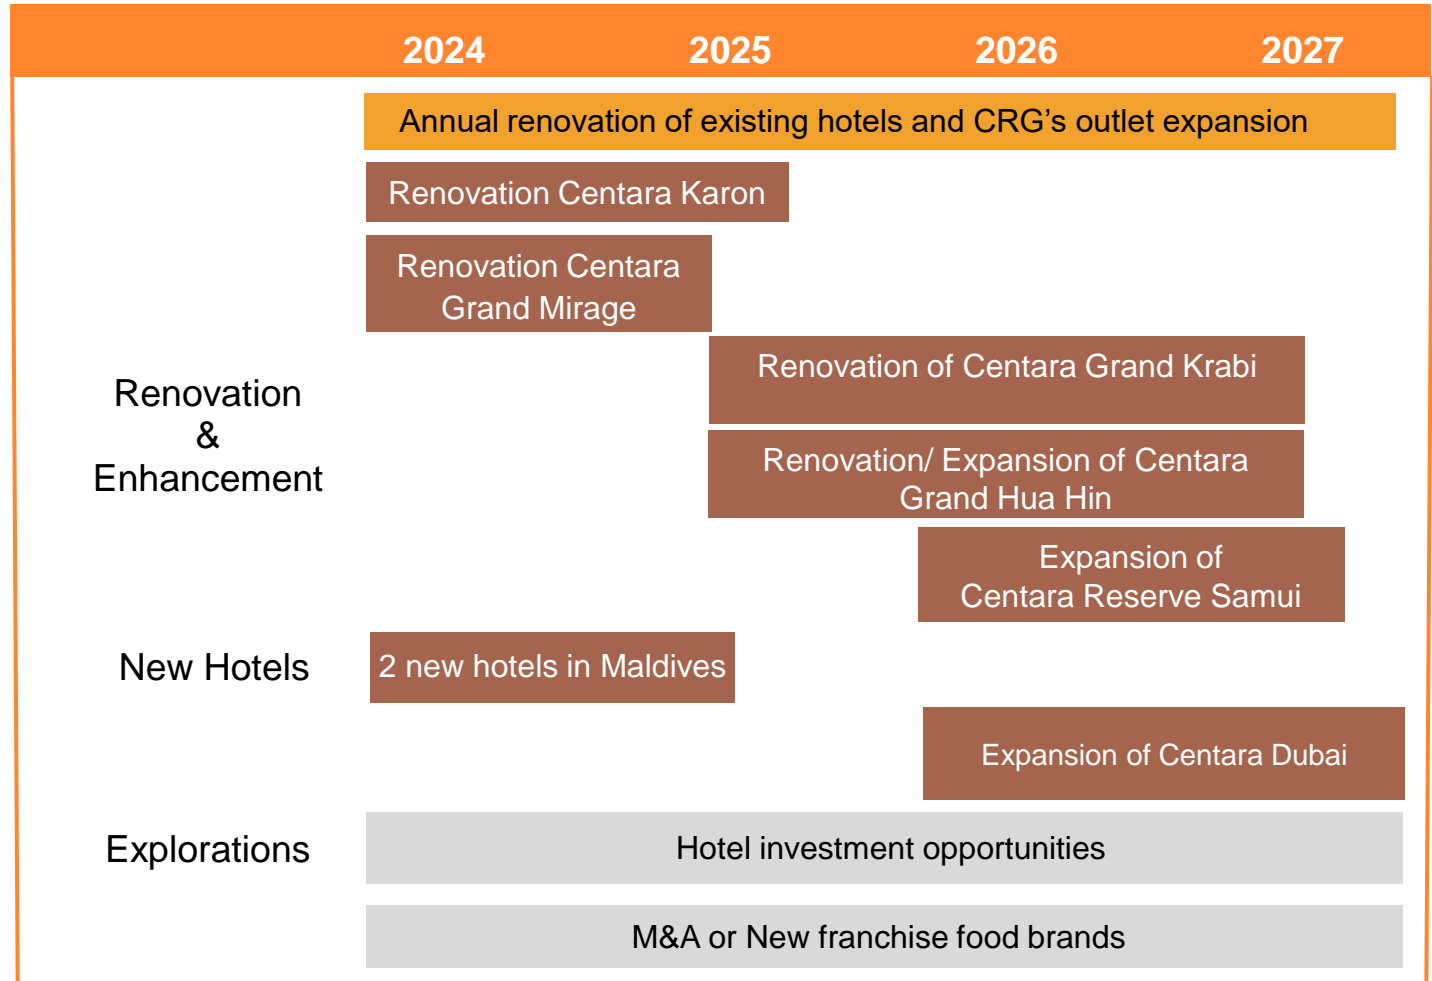 2024 2025 2026 2027
Annual renovation of existing hotels and CRG’s outlet expansion
Renovation Centara Karon
Renovation Centara
Grand Mirage
Renovation
&
Enhancement
Renovation of Centara Grand Krabi
Renovation/ Expansion of Centara
Grand Hua Hin
Expansion of
Centara Reserve Samui
New Hotels
2 new hotels in Maldives
Expansion of Centara Dubai
Explorations
Hotel investment opportunities
M&A or New franchise food brands